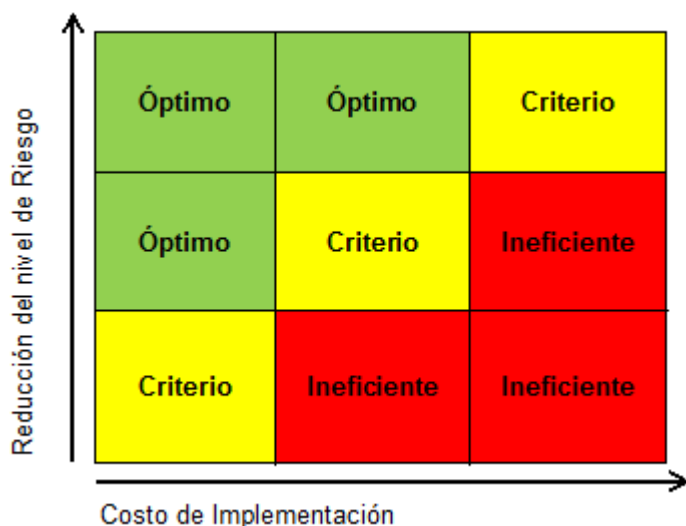 Reducción del nivel de Riesgo
Óptimo Óptimo Criterio
Óptimo Criterio Ineficiente
Criterio Ineficiente Ineficiente
Costo de Implementación